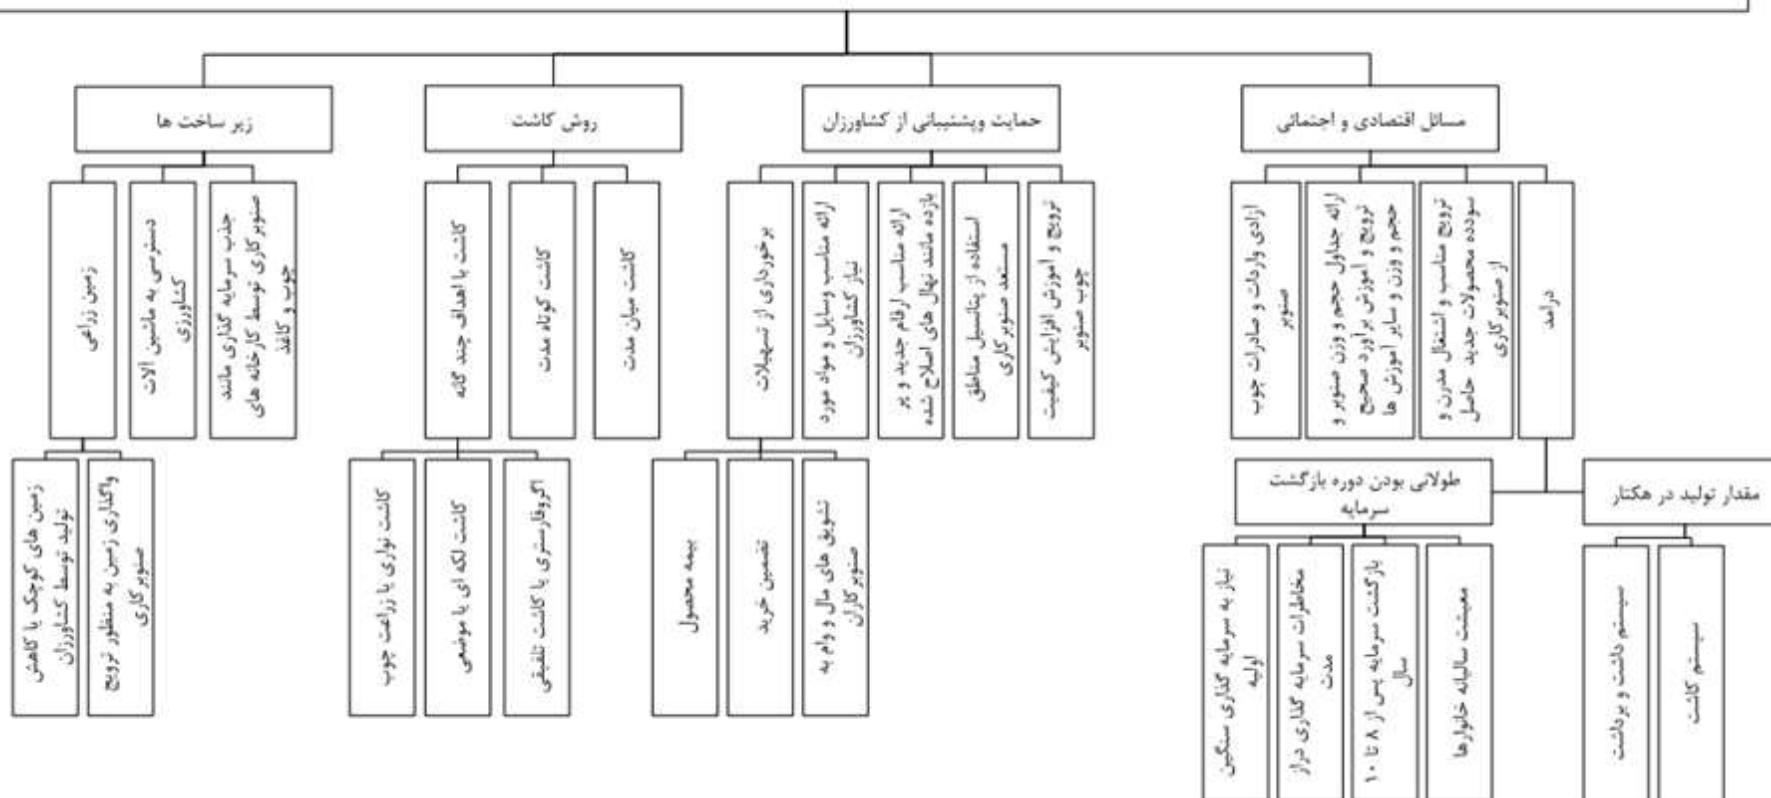 مسائل اقتصادی و اجتمائی
حمایت وپشتیبانی از کشاورزان
روش کاشت
زیر ساخت ها
درامد
ترویج مناسب و اشتغال مدرن و
سودده محصولات جدید حاصل
از صنوبرکاری
ارائه جداول حجم و وزن صنوبر و
ترویج و آموزش برآورد صحیح
حجم و وزن و سایر آموزش ها
ازادی واردات و صادرات چوب
صنوبر
ترویج و آموزش افزایش کیفیت
چوب صنوبر
استفاده از پتانسیل مناطق
مستعد صنوبرکاری
ارائه مناسب ارقام جدید و پر
بازده مانند نهال های اصلاح شده
ارائه مناسب وسایل و مواد مورد
نیاز کشاورزان
برخورداری از تسهیلات
کاشت میان مدت
کاشت کوتاه مدت
کاشت با اهداف چند گانه
جذب سرمایه گذاری مانند
صنوبرکاری توسط کارخانه های
چوب و کاغذ
دسترسی به ماشین آلات
کشاورزی
زمین زراعی
مقدار تولید در هکتار
طولانی بودن دوره بازگشت
سرمایه
تشویق های مال و وام به
صنوبرکاران
تضمین خرید
بیمه محصول
اگروفارستری یا کاشت تلفیقی
کاشت لکه ای یا موضعی
کاشت نواری یا زراعت چوب
واگذاری زمین به منظور ترویج
صنوبرکاری
زمین های کوچک با کاهش
تولید توسط کشاورزان
سیستم کاشت
سیستم داشت و برداشت
معیشت سالیانه خانوارها
بازگشت سرمایه پس از ۸ تا ۱۰
سال
مخاطرات سرمایه گذاری دراز
مدت
نیاز به سرمایه گذاری سنگین
اولیه